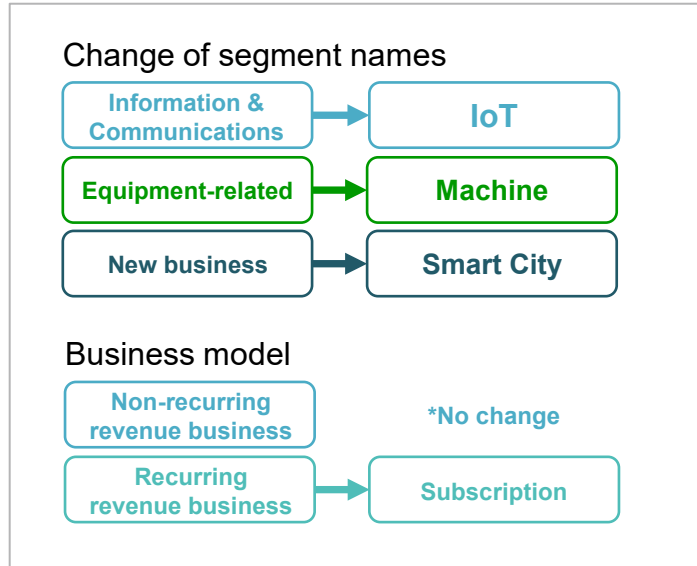 Change of segment names
Information &
Communications
IoT
Equipment-related
Machine
New business
Smart City
Business model
Non-recurring
revenue business
*No change
Recurring
revenue business
Subscription